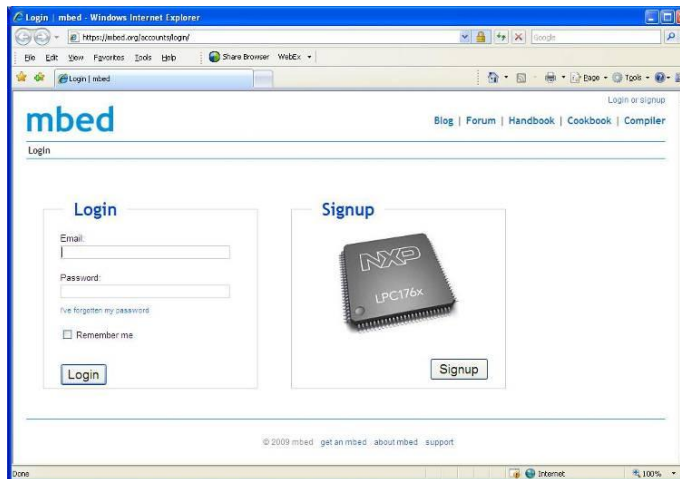 Login | mbed - Windows Internet Explorer
https://mbed.org/accounts/login/
Google
File Edit View Favorites Tools Help Share Browser WebEx
Login | mbed
Page Tools
Login or signup
mbed
Blog | Forum | Handbook | Cookbook | Compiler
Login
Login
Email:
Password:
I've forgotten my password
Remember me
Login
Signup
NXP
LPC176x
Signup
© 2009 mbed get an mbed about mbed support
Done
Internet
100%